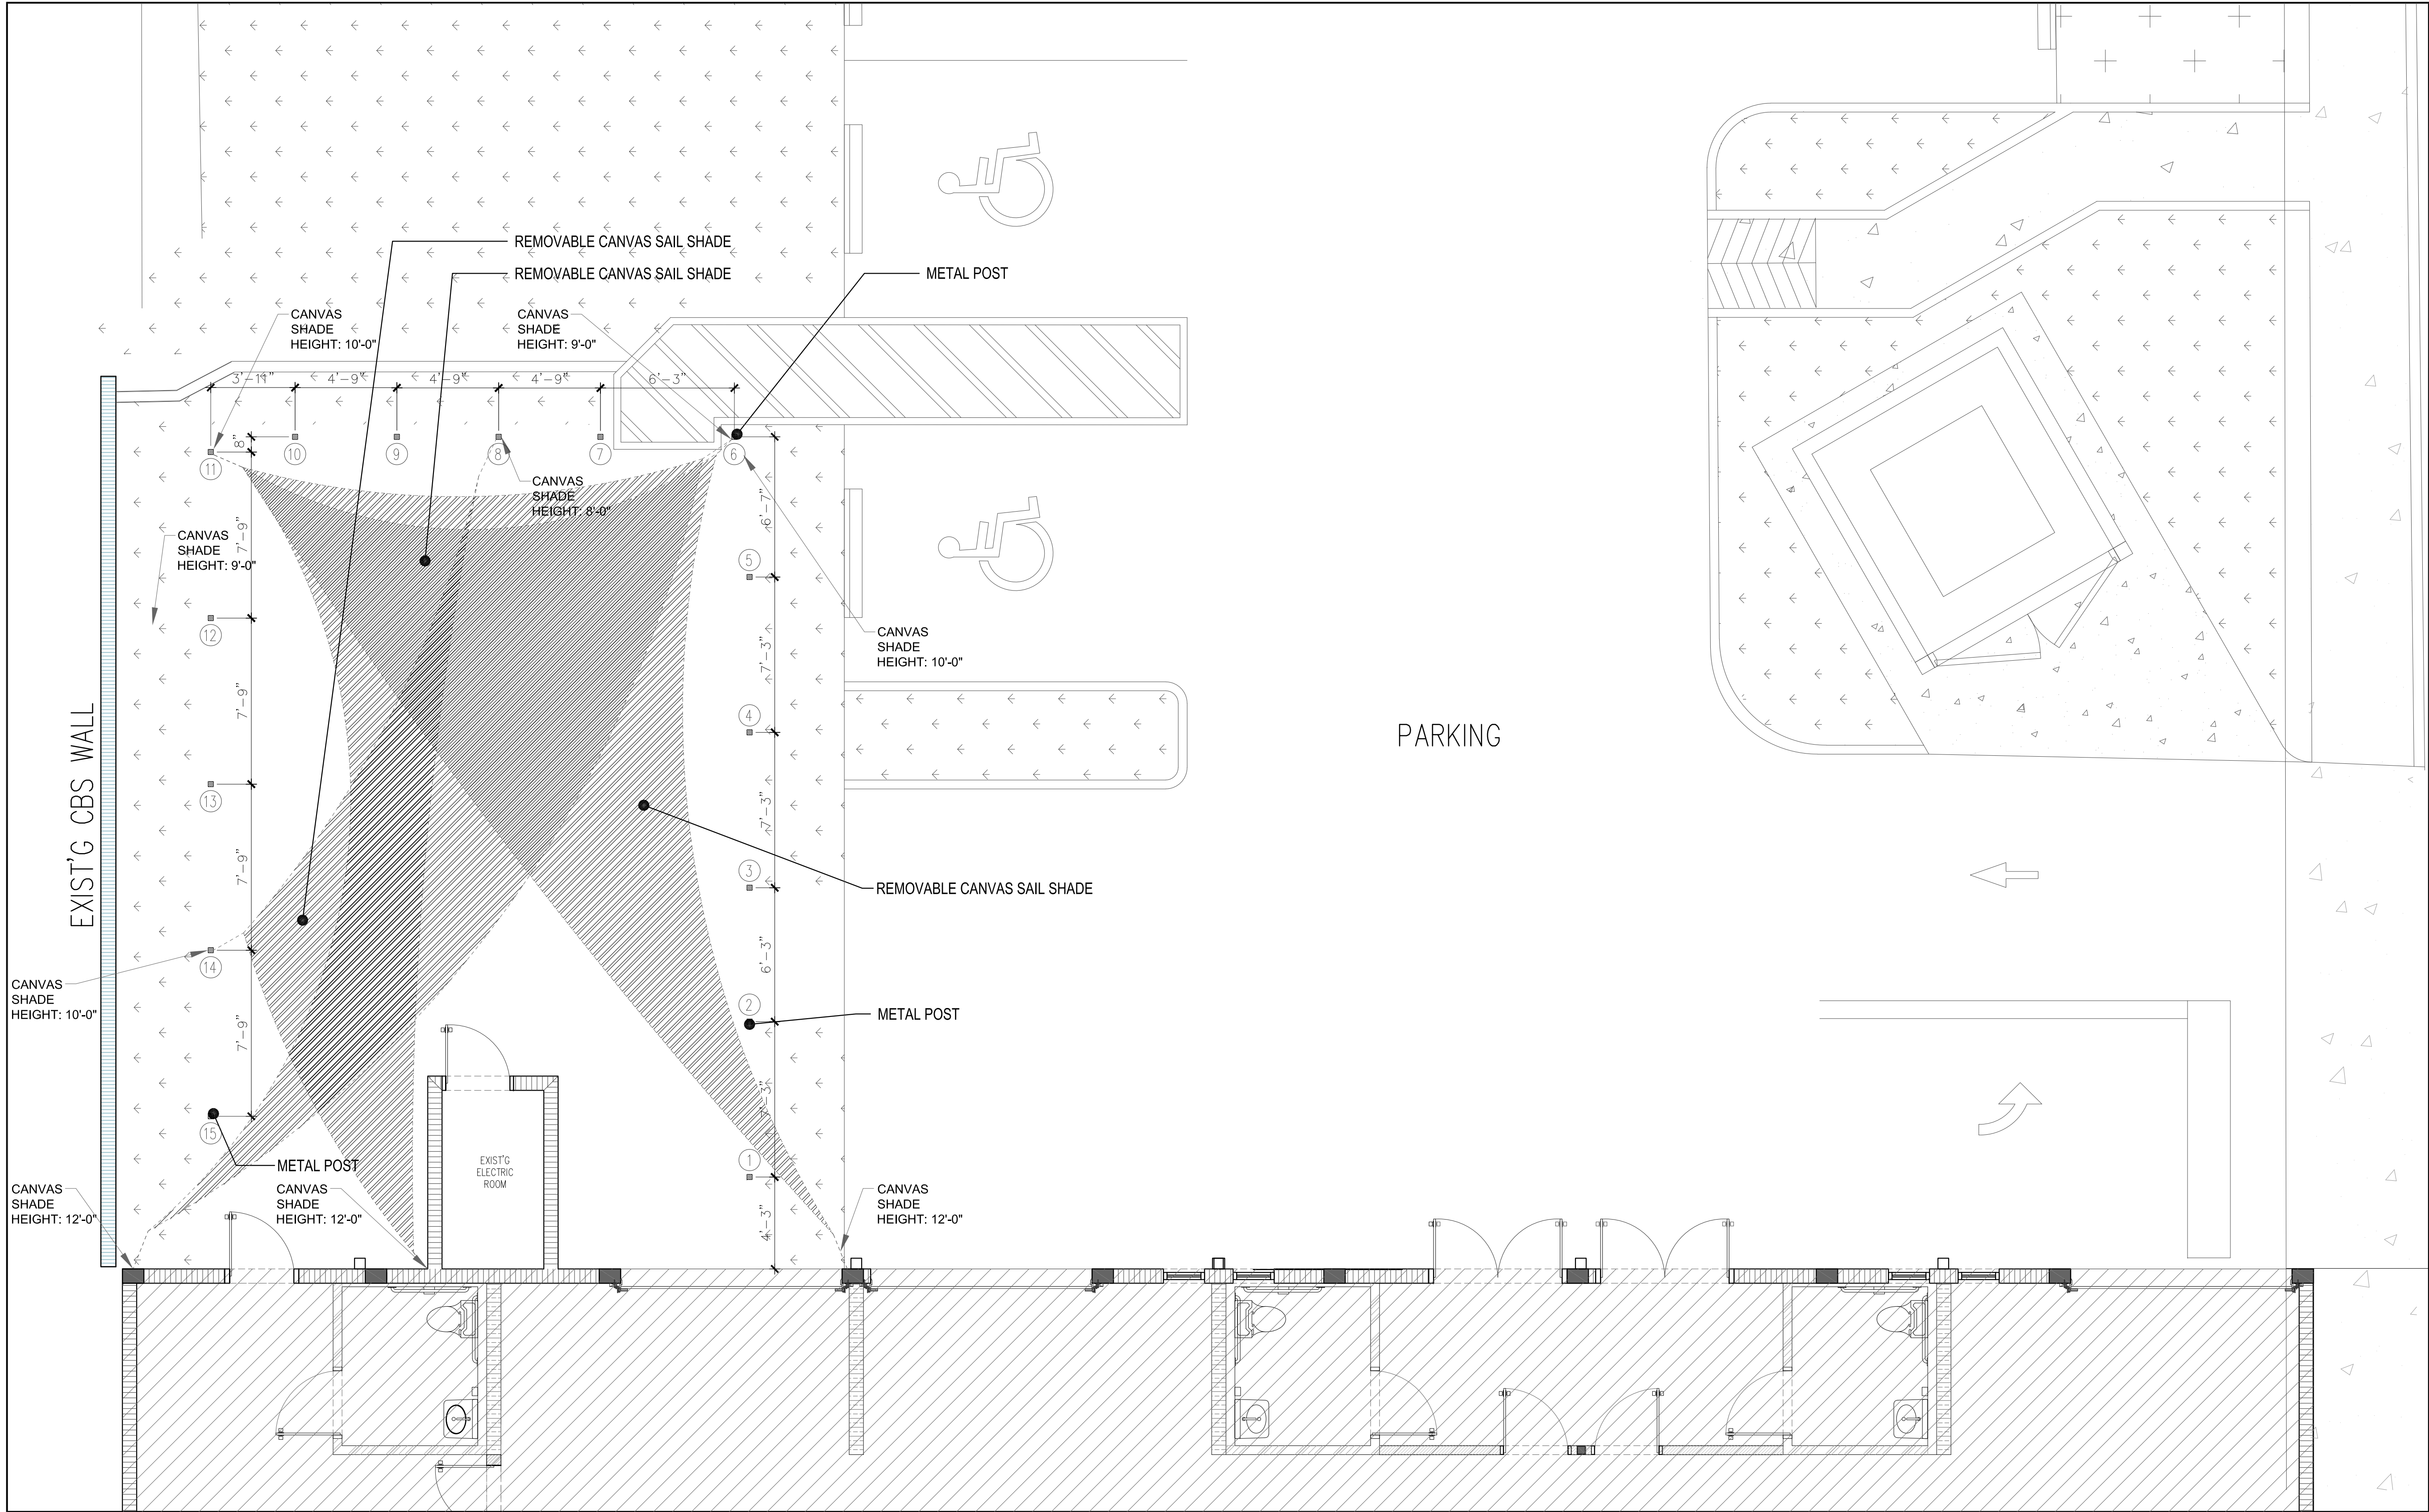 REMOVABLE CANVAS SAIL SHADE
REMOVABLE CANVAS SAIL SHADE
METAL POST
CANVAS
SHADE
HEIGHT: 10'-0"
CANVAS
SHADE
HEIGHT: 9'-0"
3'-11"
4'-9"
4'-9"
4'-9"
6'-3"
8"
11
10
9
8
7
6
CANVAS
SHADE
HEIGHT: 8'-0"
6'-7"
CANVAS
SHADE
HEIGHT: 9'-0"
7'-9"
5
12
CANVAS
SHADE
HEIGHT: 10'-0"
7'-3"
7'-9"
4
EXIST'G CBS WALL
PARKING
13
7'-3"
7'-9"
3
REMOVABLE CANVAS SAIL SHADE
14
6'-3"
CANVAS
SHADE
HEIGHT: 10'-0"
2
METAL POST
7'-9"
7'-3"
15
METAL POST
EXIST'G
ELECTRIC
ROOM
1
CANVAS
SHADE
HEIGHT: 12'-0"
CANVAS
SHADE
HEIGHT: 12'-0"
CANVAS
SHADE
HEIGHT: 12'-0"
4'-3"